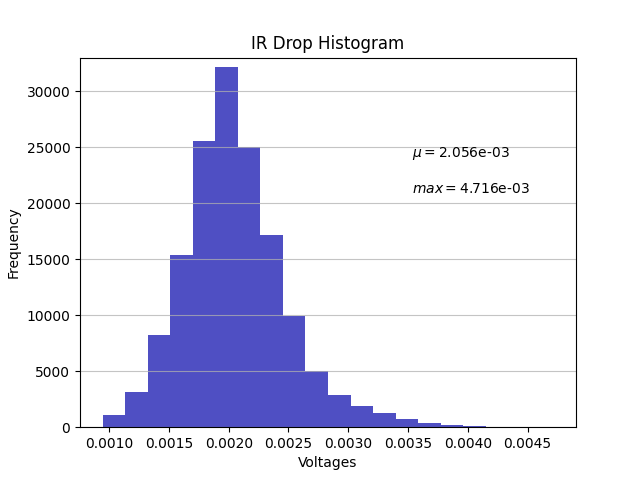 IR Drop Histogram
30000
25000
20000
15000
10000
5000
0
Frequency
μ = 2.056e-03
max = 4.716e-03
0.0010 0.0015 0.0020 0.0025 0.0030 0.0035 0.0040 0.0045
Voltages